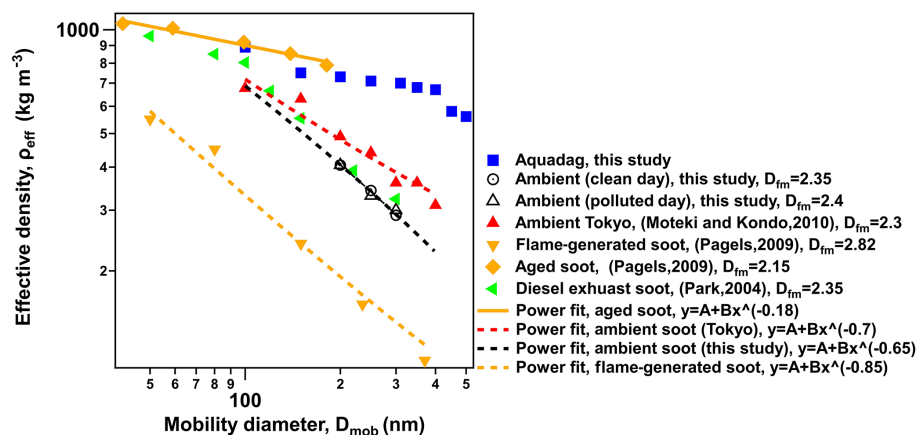 1000
9
8
7
6
5
4
3
2
Effective density, ρeff (kg m-3)
5
6
7
8
9
100
2
3
4
5
Mobility diameter, Dmob (nm)
Aquadag, this study
Ambient (clean day), this study, Dfm=2.35
Ambient (polluted day), this study, Dfm=2.4
Ambient Tokyo, (Moteki and Kondo,2010), Dfm=2.3
Flame-generated soot, (Pagels,2009), Dfm=2.82
Aged soot, (Pagels,2009), Dfm=2.15
Diesel exhuast soot, (Park,2004), Dfm=2.35
Power fit, aged soot, y=A+Bx^(-0.18)
Power fit, ambient soot (Tokyo), y=A+Bx^(-0.7)
Power fit, ambient soot (this study), y=A+Bx^(-0.65)
Power fit, flame-generated soot, y=A+Bx^(-0.85)